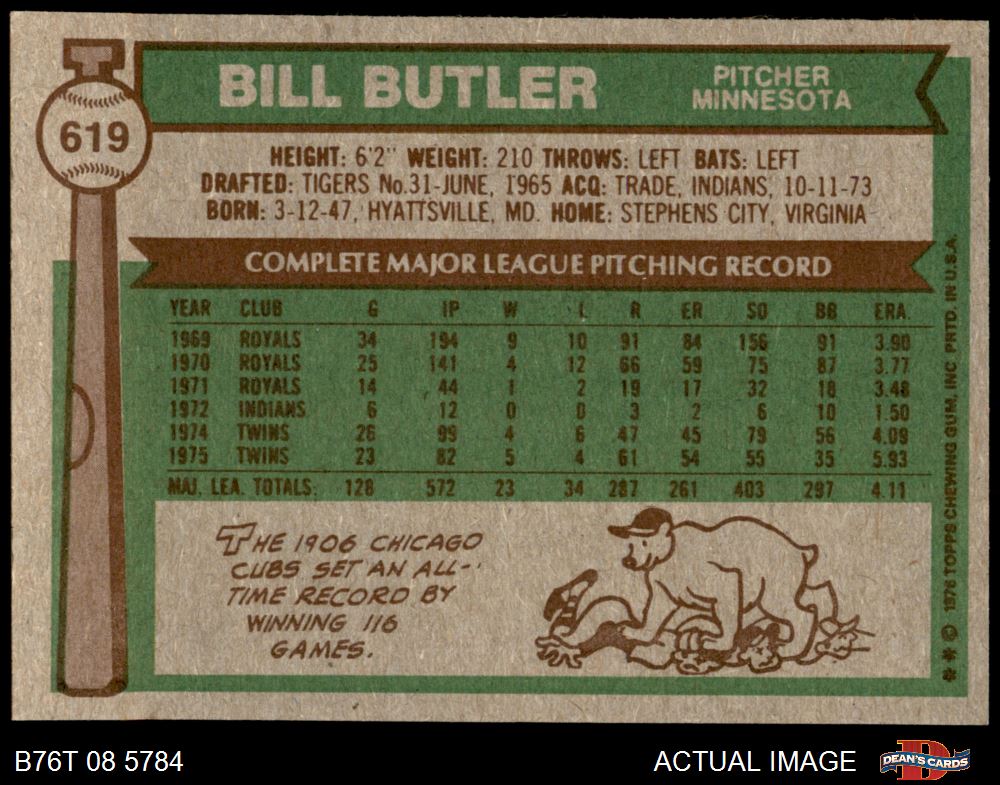 619
BILL BUTLER
PITCHER
MINNESOTA
HEIGHT: 6'2" WEIGHT: 210 THROWS: LEFT BATS: LEFT
DRAFTED: TIGERS No.31-JUNE, 1965 ACQ: TRADE, INDIANS, 10-11-73
BORN: 3-12-47, HYATTSVILLE, MD. HOME: STEPHENS CITY, VIRGINIA
COMPLETE MAJOR LEAGUE PITCHING RECORD
YEAR CLUB G IP W L R ER SO BB ERA.
1969 ROYALS 34 194 9 10 91 84 156 91 3.90
1970 ROYALS 25 141 4 12 66 59 75 87 3.77
1971 ROYALS 14 44 1 2 19 17 32 18 3.48
1972 INDIANS 6 12 0 0 3 2 6 10 1.50
1974 TWINS 26 99 4 6 47 45 79 56 4.09
1975 TWINS 23 82 5 4 61 54 55 35 5.93
MAJ. LEA. TOTALS: 128 572 23 34 287 261 403 297 4.11
THE 1906 CHICAGO
CUBS SET AN ALL-
TIME RECORD BY
WINNING 116
GAMES.
** © 1976 TOPPS CHEWING GUM, INC PRTD. IN U.S.A.
B76T 08 5784
ACTUAL IMAGE
DEAN'S CARDS